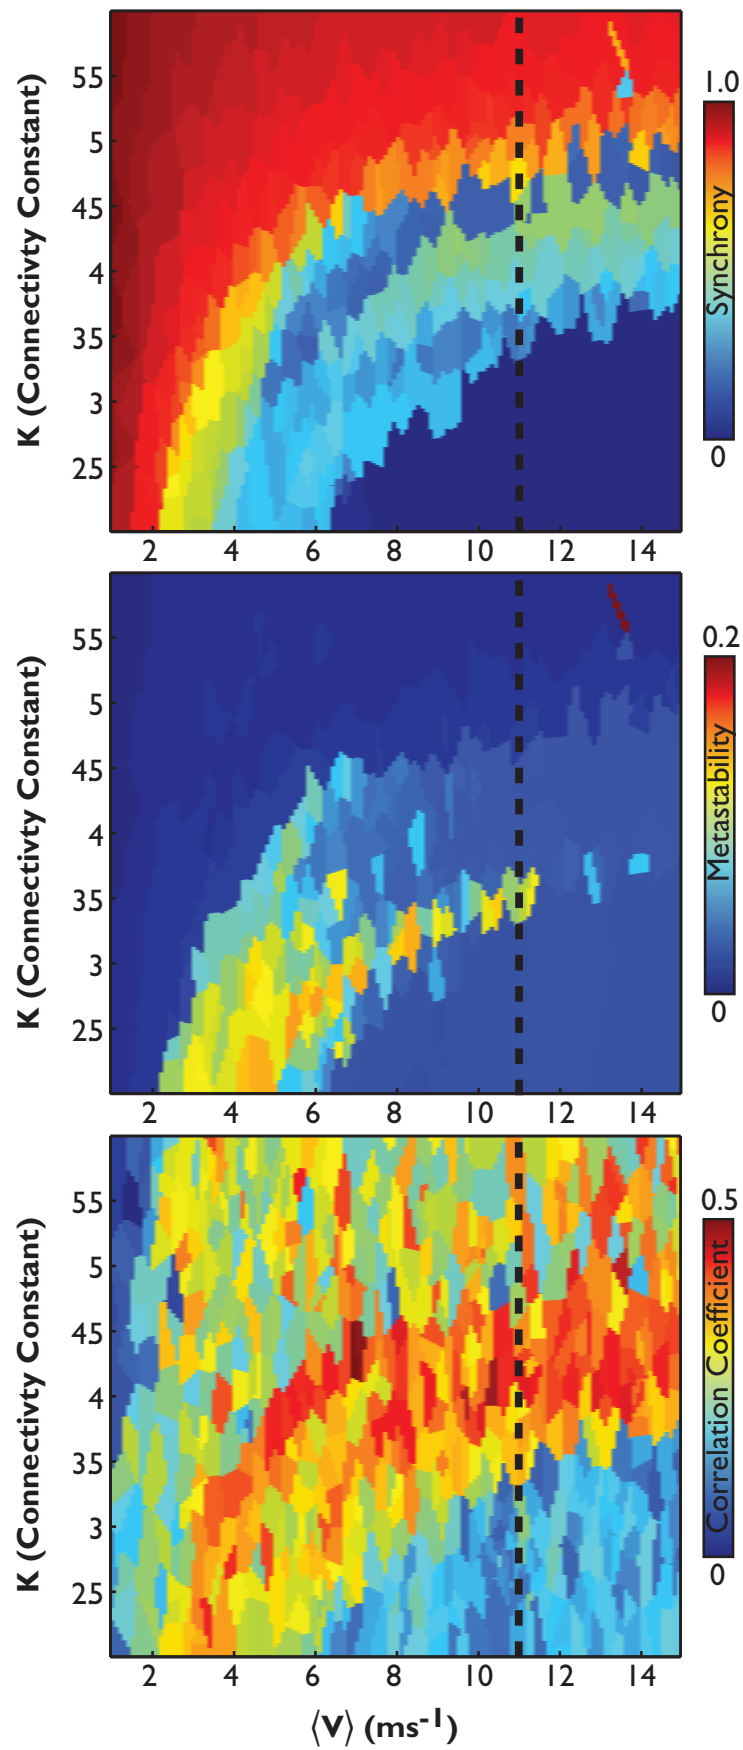 K (Connectivty Constant)
55
5
45
4
35
3
25
2 4 6 8 10 12 14
1.0
Synchrony
0
K (Connectivty Constant)
55
5
45
4
35
3
25
2 4 6 8 10 12 14
0.2
Metastability
0
K (Connectivty Constant)
55
5
45
4
35
3
25
2 4 6 8 10 12 14
0.5
Correlation Coefficient
0
⟨V⟩ (ms⁻¹)